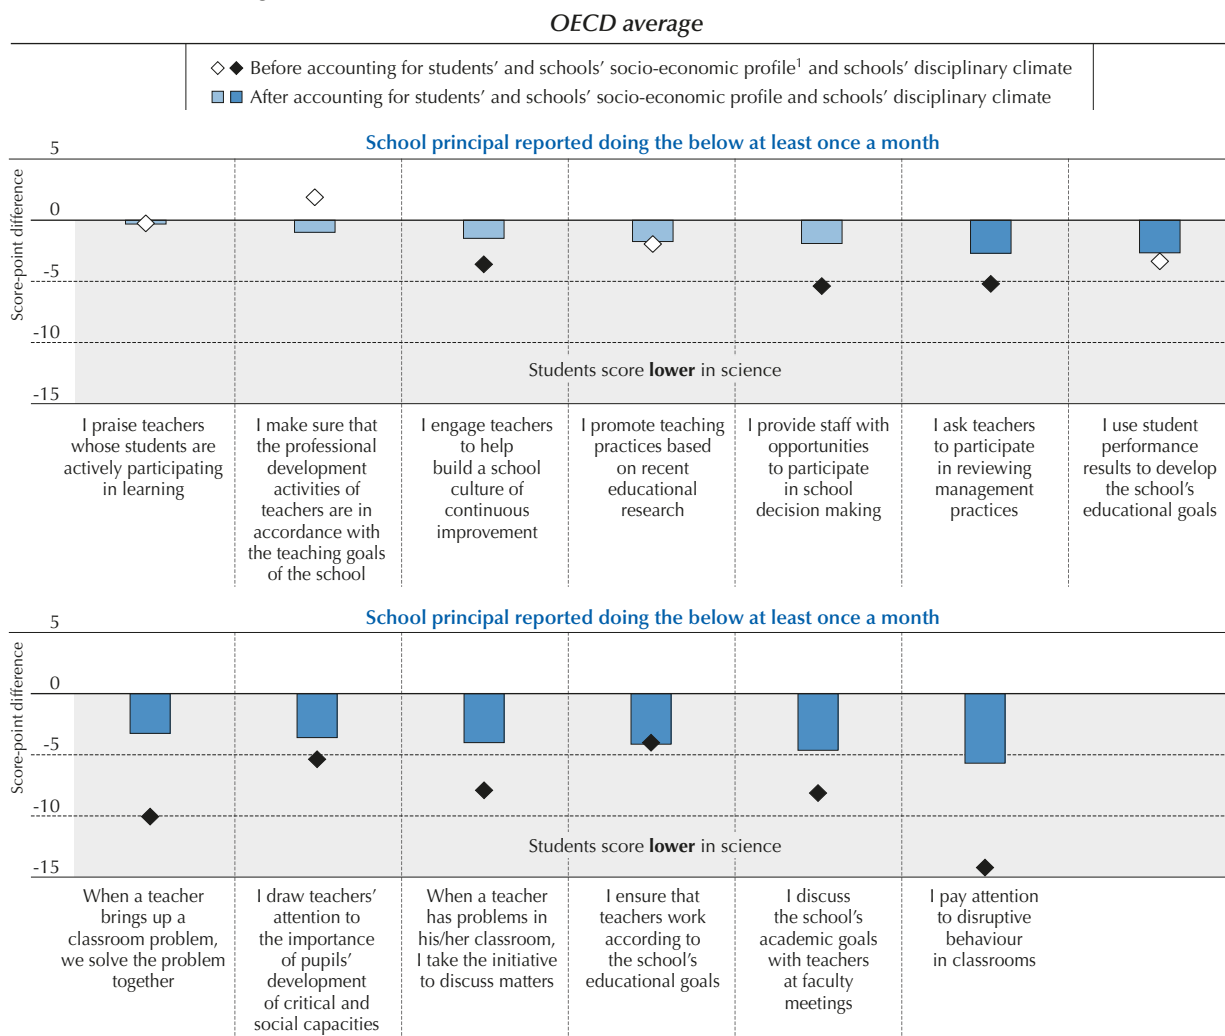 OECD average
Before accounting for students' and schools' socio-economic profile¹ and schools' disciplinary climate
After accounting for students' and schools' socio-economic profile and schools' disciplinary climate
School principal reported doing the below at least once a month
Score-point difference
5
0
-5
-10
-15
Students score lower in science
I praise teachers
whose students are
actively participating
in learning
I make sure that
the professional
development
activities of
teachers are in
accordance with
the teaching goals
of the school
I engage teachers
to help
build a school
culture of
continuous
improvement
I promote teaching
practices based
on recent
educational
research
I provide staff with
opportunities
to participate
in school
decision making
I ask teachers
to participate
in reviewing
management
practices
I use student
performance
results to develop
the school's
educational goals
School principal reported doing the below at least once a month
Score-point difference
5
0
-5
-10
-15
Students score lower in science
When a teacher
brings up a
classroom problem,
we solve the problem
together
I draw teachers'
attention to
the importance
of pupils'
development
of critical and
social capacities
When a teacher
has problems in
his/her classroom,
I take the initiative
to discuss matters
I ensure that
teachers work
according to
the school's
educational goals
I discuss
the school's
academic goals
with teachers
at faculty
meetings
I pay attention
to disruptive
behaviour
in classrooms